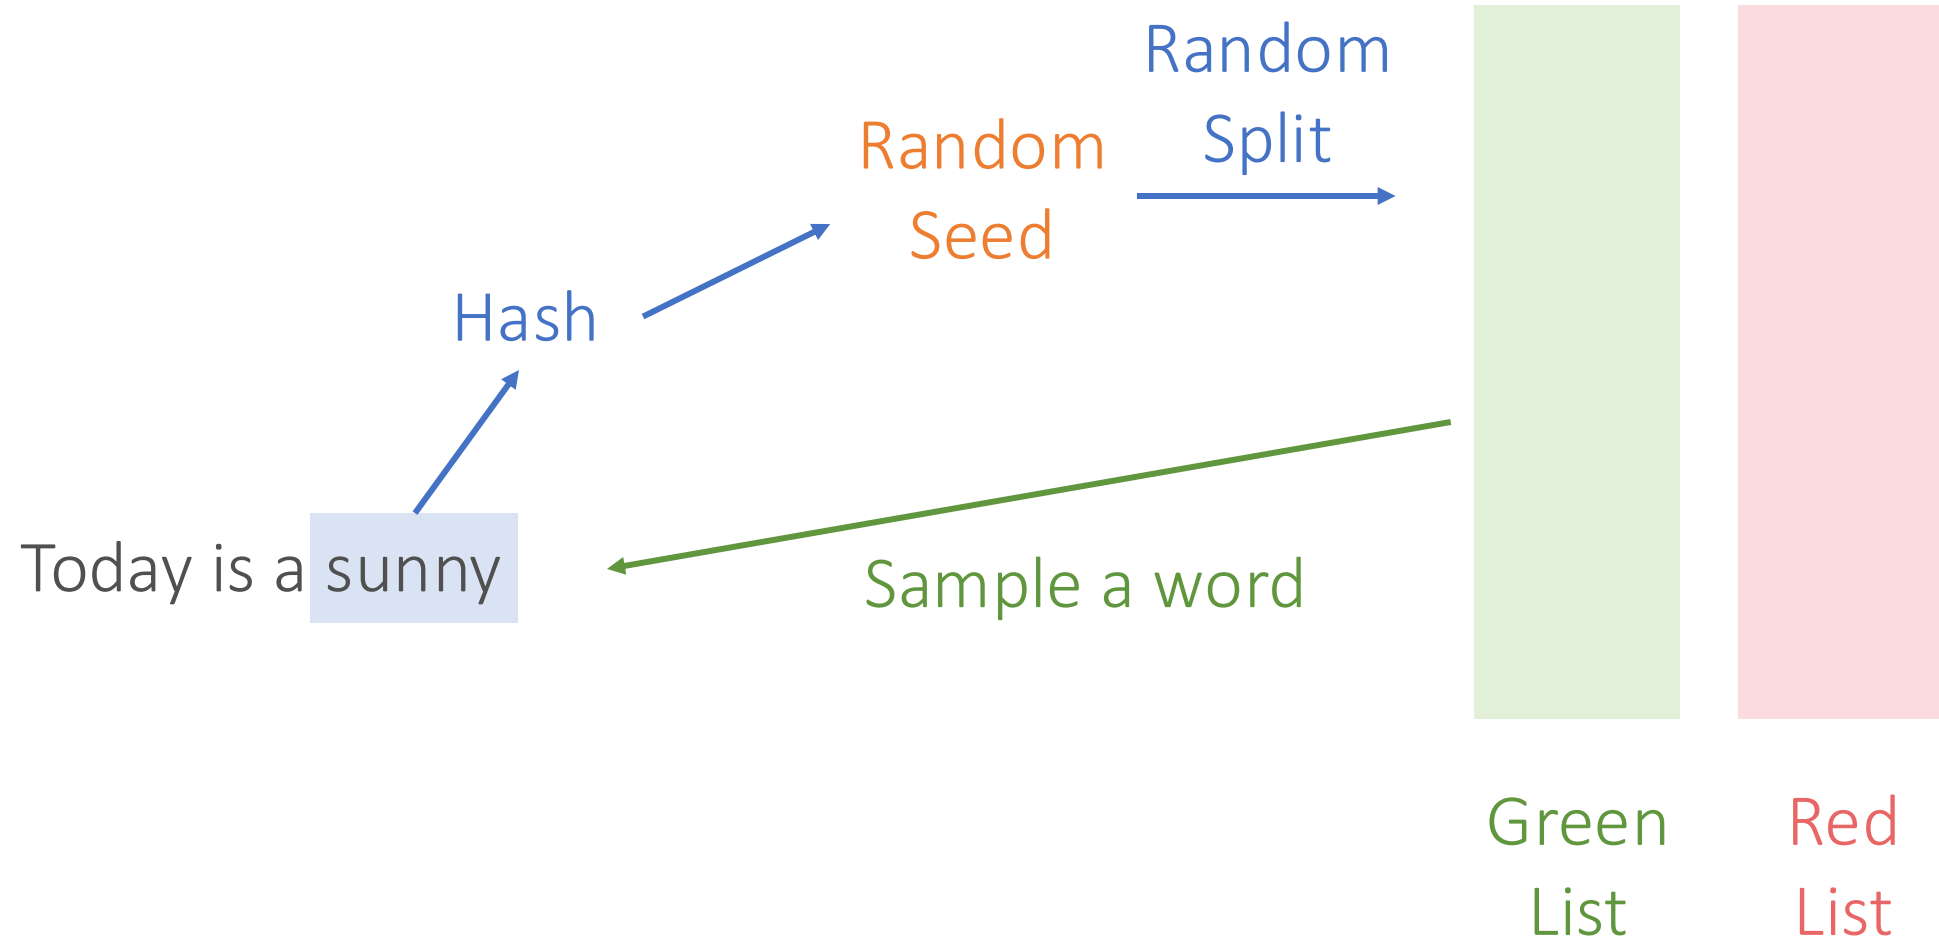 Random
Split
Random
Seed
Hash
Today is a sunny
Sample a word
Green
List
Red
List